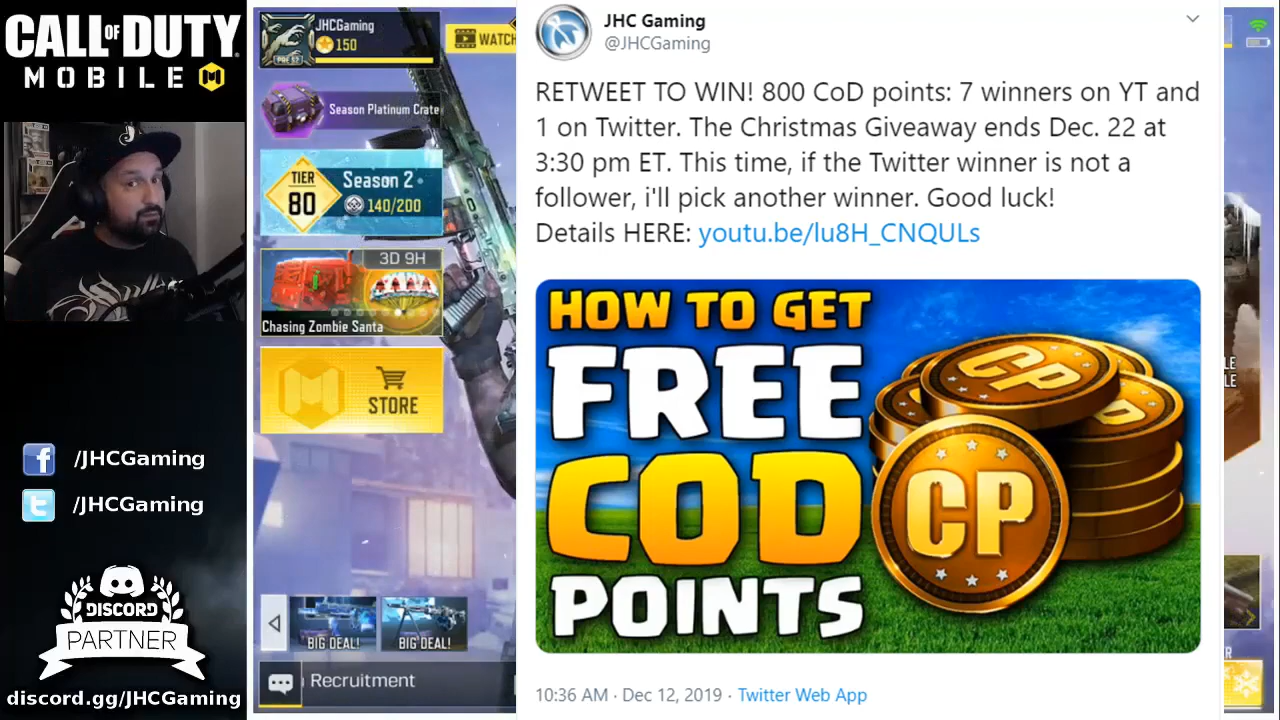 CALL OF DUTY
MOBILE
/JHCGaming
/JHCGaming
DISCORD
PARTNER
discord.gg/JHCGaming
JHCGaming
150
WATCH
Season Platinum Crate
TIER
80
Season 2
140/200
3D 9H
Chasing Zombie Santa
STORE
BIG DEAL!
BIG DEAL!
Recruitment
JHC Gaming
@JHCGaming
RETWEET TO WIN! 800 CoD points: 7 winners on YT and
1 on Twitter. The Christmas Giveaway ends Dec. 22 at
3:30 pm ET. This time, if the Twitter winner is not a
follower, i'll pick another winner. Good luck!
Details HERE: youtu.be/lu8H_CNQULs
HOW TO GET
FREE
COD
POINTS
CP
CP
10:36 AM · Dec 12, 2019 · Twitter Web App
LE
LE